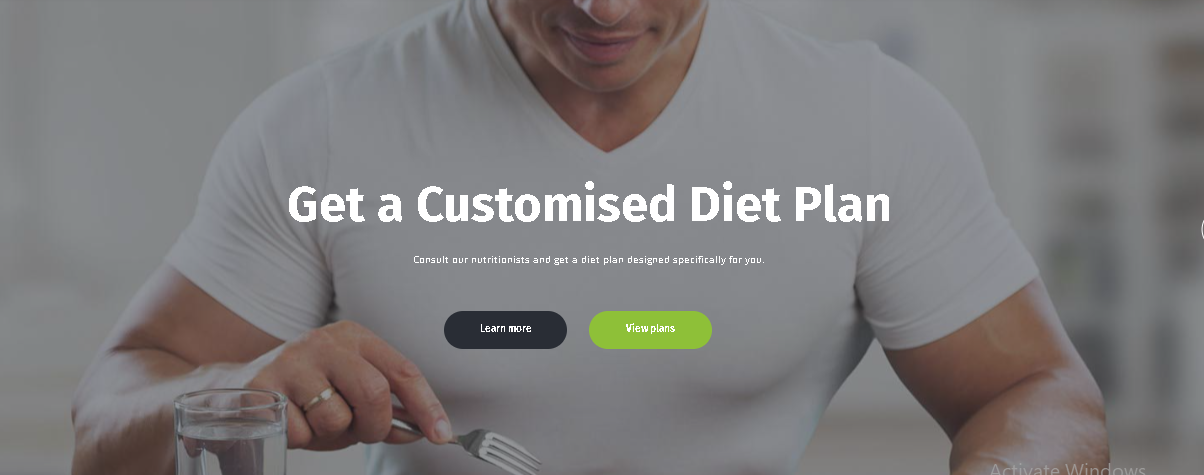 Get a Customised Diet Plan
Consult our nutritionists and get a diet plan designed specifically for you.
Learn more
View plans
Activate Windows